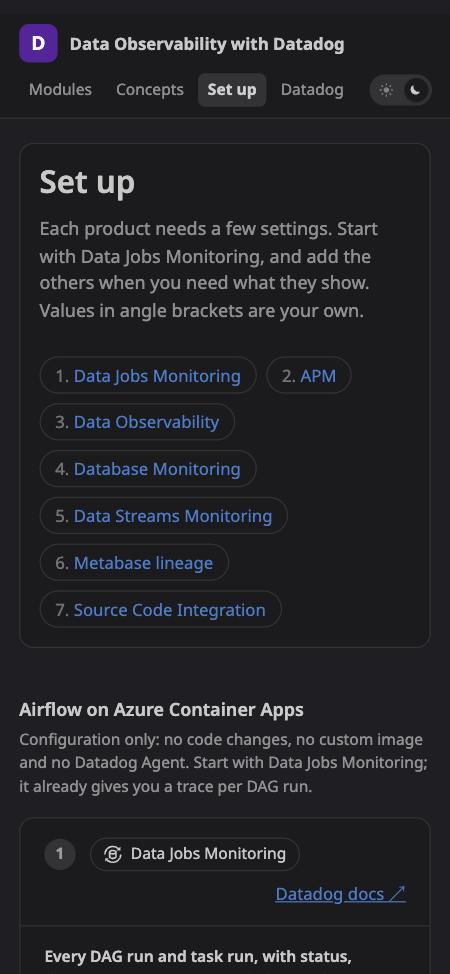 D Data Observability with Datadog
Modules Concepts Set up Datadog
Set up
Each product needs a few settings. Start
with Data Jobs Monitoring, and add the
others when you need what they show.
Values in angle brackets are your own.
1. Data Jobs Monitoring 2. APM
3. Data Observability
4. Database Monitoring
5. Data Streams Monitoring
6. Metabase lineage
7. Source Code Integration
Airflow on Azure Container Apps
Configuration only: no code changes, no custom image
and no Datadog Agent. Start with Data Jobs Monitoring;
it already gives you a trace per DAG run.
1 Data Jobs Monitoring
Datadog docs ↗
Every DAG run and task run, with status,